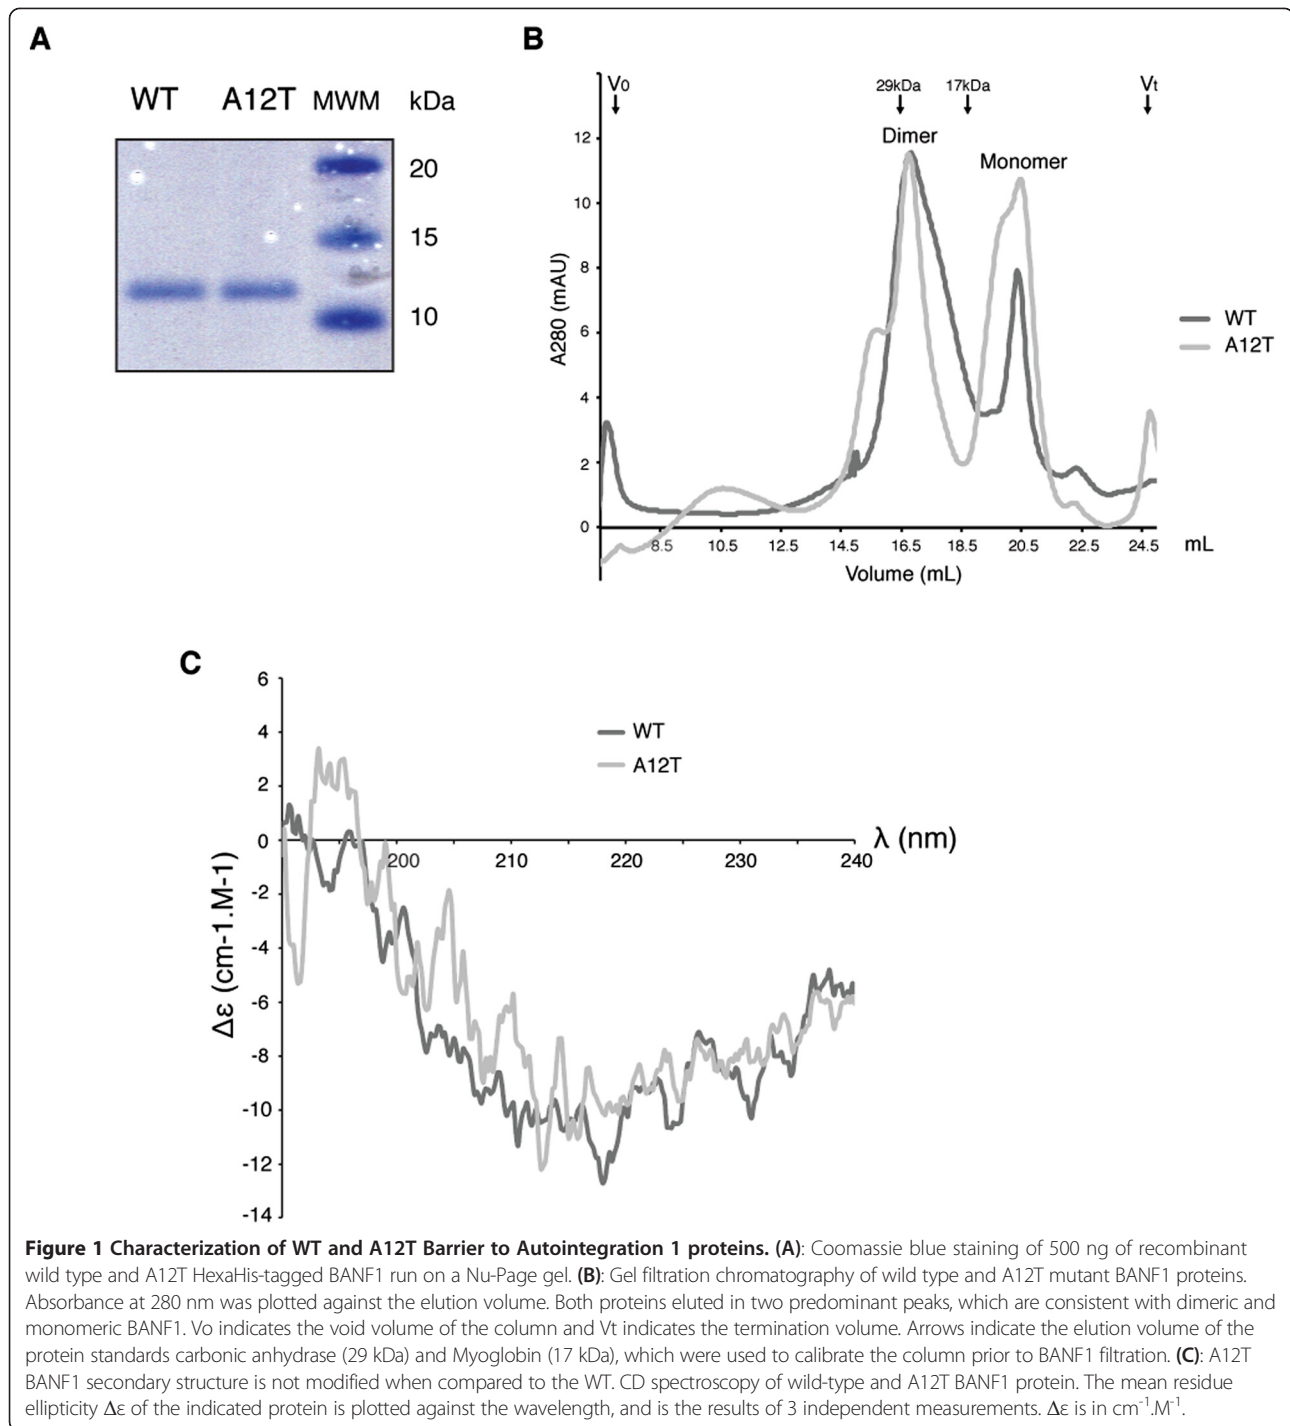 A
WT A12T MWM kDa
20
15
10
B
V0 29kDa 17kDa Vt
Dimer
Monomer
12
10
8
6
4
2
0
A280 (mAU)
8.5 10.5 12.5 14.5 16.5 18.5 20.5 22.5 24.5 mL
Volume (mL)
WT
A12T
C
6
4
2
0
-2
-4
-6
-8
-10
-12
-14
Δε (cm-1.M-1)
WT
A12T
200 210 220 230 240 λ (nm)
Figure 1 Characterization of WT and A12T Barrier to Autointegration 1 proteins. (A): Coomassie blue staining of 500 ng of recombinant
wild type and A12T HexaHis-tagged BANF1 run on a Nu-Page gel. (B): Gel filtration chromatography of wild type and A12T mutant BANF1 proteins.
Absorbance at 280 nm was plotted against the elution volume. Both proteins eluted in two predominant peaks, which are consistent with dimeric and
monomeric BANF1. Vo indicates the void volume of the column and Vt indicates the termination volume. Arrows indicate the elution volume of the
protein standards carbonic anhydrase (29 kDa) and Myoglobin (17 kDa), which were used to calibrate the column prior to BANF1 filtration. (C): A12T
BANF1 secondary structure is not modified when compared to the WT. CD spectroscopy of wild-type and A12T BANF1 protein. The mean residue
ellipticity Δε of the indicated protein is plotted against the wavelength, and is the results of 3 independent measurements. Δε is in cm⁻¹.M⁻¹.